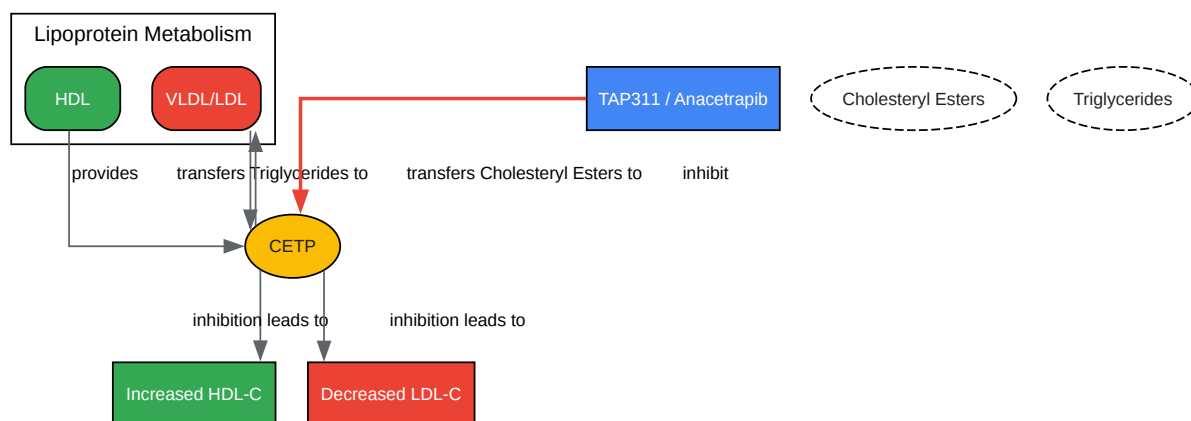 Lipoprotein Metabolism
HDL
VLDL/LDL
TAP311 / Anacetrapib
Cholesteryl Esters
Triglycerides
provides
transfers Triglycerides to
transfers Cholesteryl Esters to
inhibit
CETP
inhibition leads to
inhibition leads to
Increased HDL-C
Decreased LDL-C